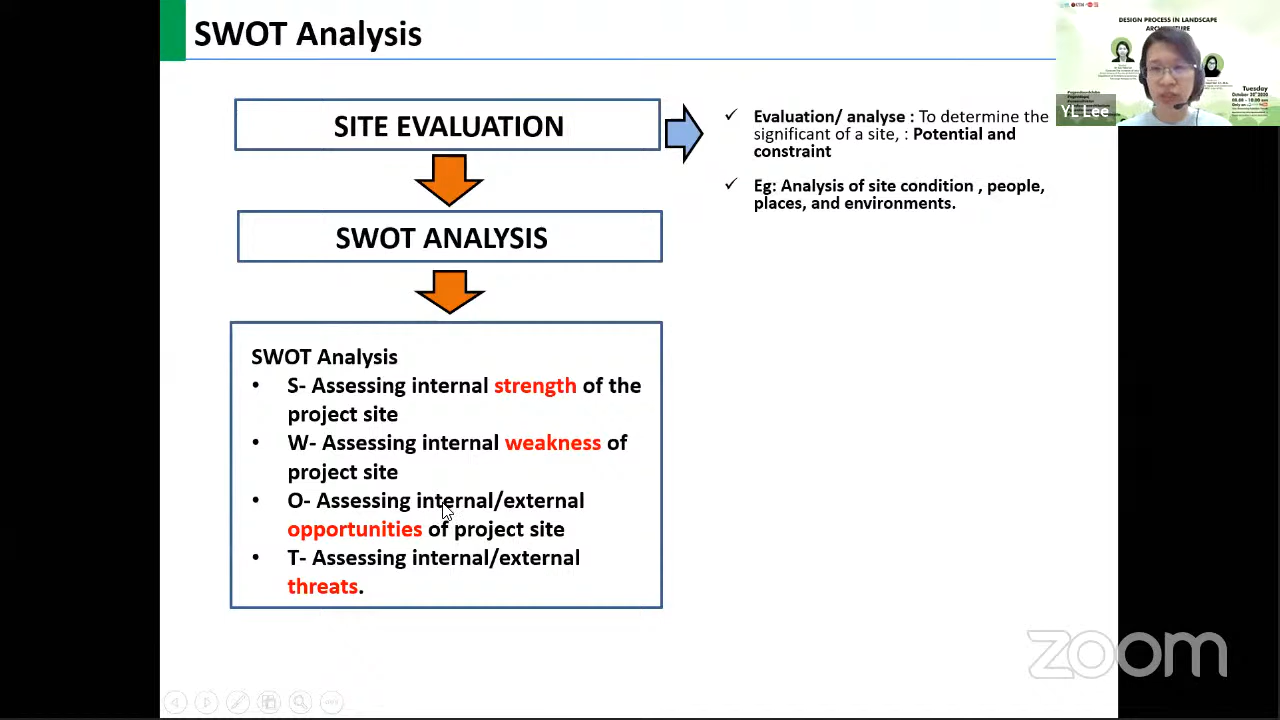 SWOT Analysis
SITE EVALUATION
Evaluation/ analyse : To determine the
significant of a site, : Potential and
constraint
Eg: Analysis of site condition , people,
places, and environments.
SWOT ANALYSIS
SWOT Analysis
• S- Assessing internal strength of the
project site
• W- Assessing internal weakness of
project site
• O- Assessing internal/external
opportunities of project site
• T- Assessing internal/external
threats.
DESIGN PROCESS IN LANDSCAPE
Tuesday
October 20th 2020
YL Lee
zoom